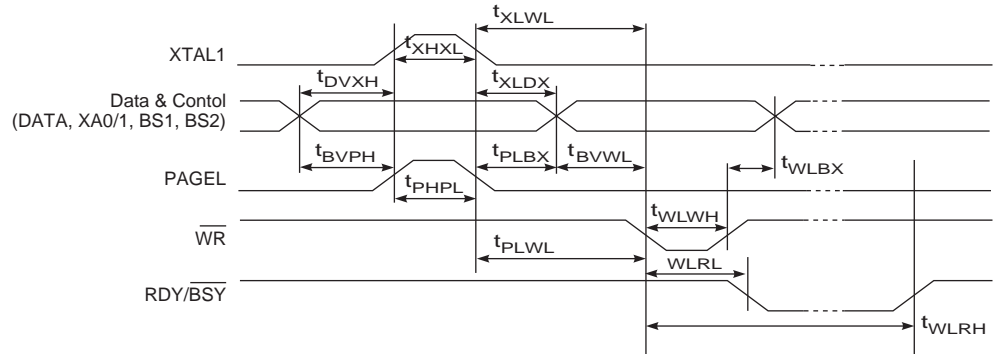 tXLWL
XTAL1
tXHXL
tDVXH
tXLDX
Data & Contol
(DATA, XA0/1, BS1, BS2)
tBVPH
tPLBX
tBVWL
tWLBX
PAGEL
tPHPL
tWLWH
WR
tPLWL
WLRL
RDY/BSY
tWLRH